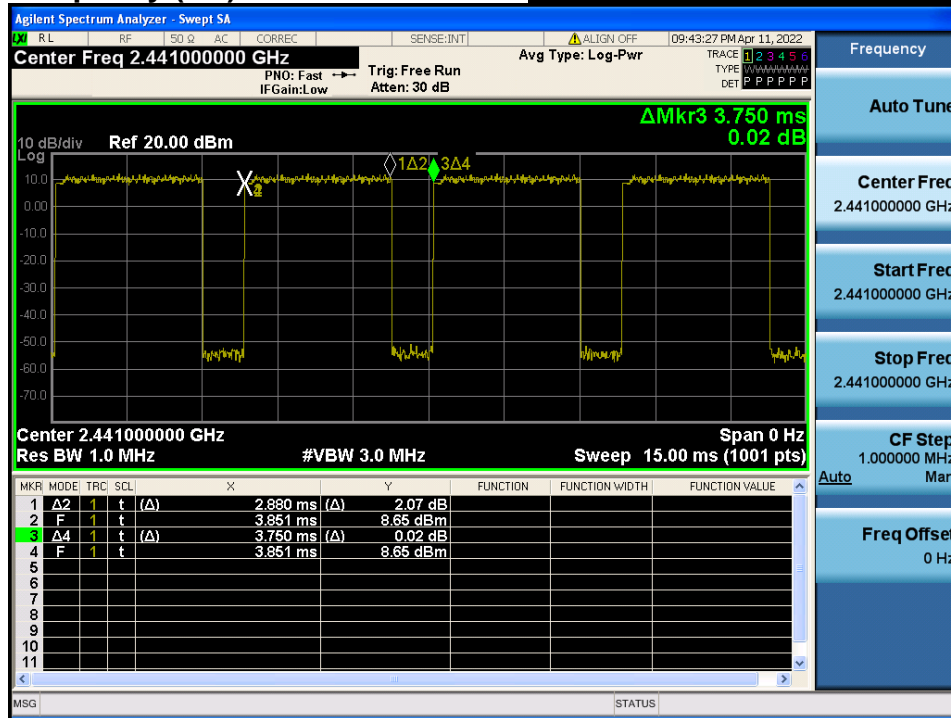 Agilent Spectrum Analyzer - Swept SA
LXI RL RF 50 Ω AC CORREC SENSE:INT ALIGN OFF 09:43:27 PM Apr 11, 2022
Center Freq 2.441000000 GHz
PNO: Fast
IFGain:Low
Trig: Free Run
Atten: 30 dB
Avg Type: Log-Pwr
TRACE 1 2 3 4 5 6
TYPE WWWWWW
DET P P P P P P
ΔMkr3 3.750 ms
0.02 dB
10 dB/div
Log
Ref 20.00 dBm
1Δ2 3Δ4
10.0
0.00
-10.0
-20.0
-30.0
-40.0
-50.0
-60.0
-70.0
Center 2.441000000 GHz Span 0 Hz
Res BW 1.0 MHz #VBW 3.0 MHz Sweep 15.00 ms (1001 pts)
MKR MODE TRC SCL X Y FUNCTION FUNCTION WIDTH FUNCTION VALUE
1 Δ2 1 t (Δ) 2.880 ms (Δ) 2.07 dB
2 F 1 t 3.851 ms 8.65 dBm
3 Δ4 1 t (Δ) 3.750 ms (Δ) 0.02 dB
4 F 1 t 3.851 ms 8.65 dBm
5
6
7
8
9
10
11
MSG STATUS
Frequency
Auto Tune
Center Freq
2.441000000 GHz
Start Freq
2.441000000 GHz
Stop Freq
2.441000000 GHz
CF Step
1.000000 MHz
Auto Man
Freq Offset
0 Hz